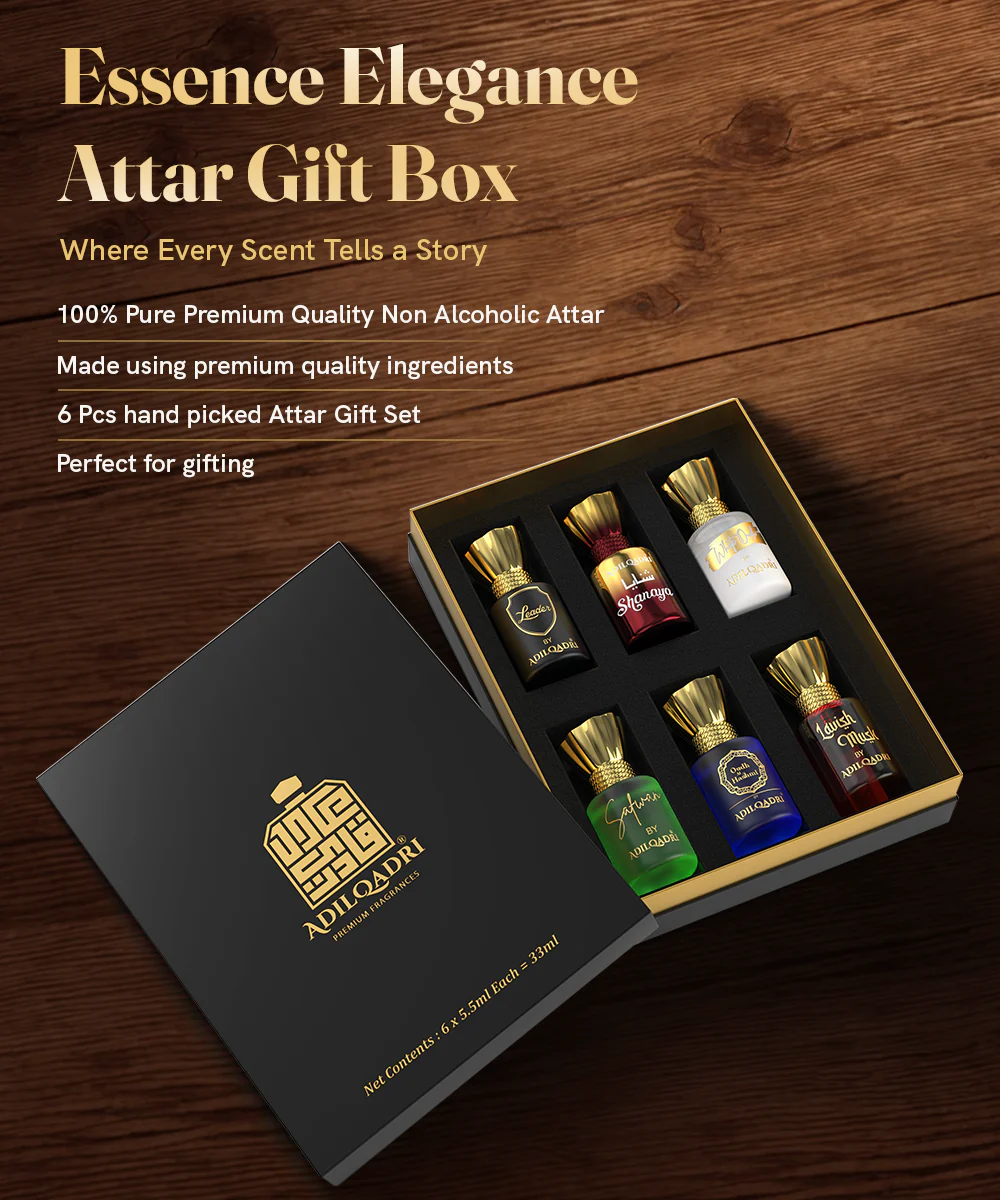 Essence Elegance
Attar Gift Box
Where Every Scent Tells a Story
100% Pure Premium Quality Non Alcoholic Attar
Made using premium quality ingredients
6 Pcs hand picked Attar Gift Set
Perfect for gifting
Leader
BY
ADILQADRI
ADILQADRI
شنايا
Shanaya
ADILQADRI
Safwan
BY
ADILQADRI
Oudh
Hashmi
ADILQADRI
Lavish
Musk
BY
ADILQADRI
ADILQADRI®
PREMIUM FRAGRANCES
Net Contents : 6 x 5.5ml Each = 33ml